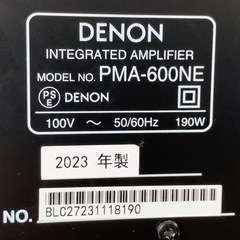 DENON
INTEGRATED AMPLIFIER
MODEL NO. PMA-600NE
PS E DENON
100V ～ 50/60Hz 190W
2023 年製
NO. BLC27231118190